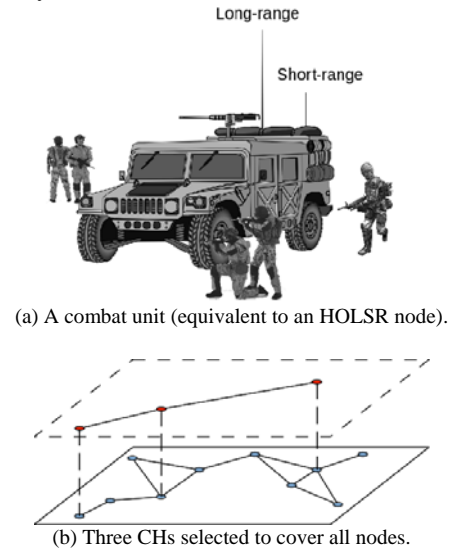 Long-range
Short-range
(a) A combat unit (equivalent to an HOLSR node).
(b) Three CHs selected to cover all nodes.